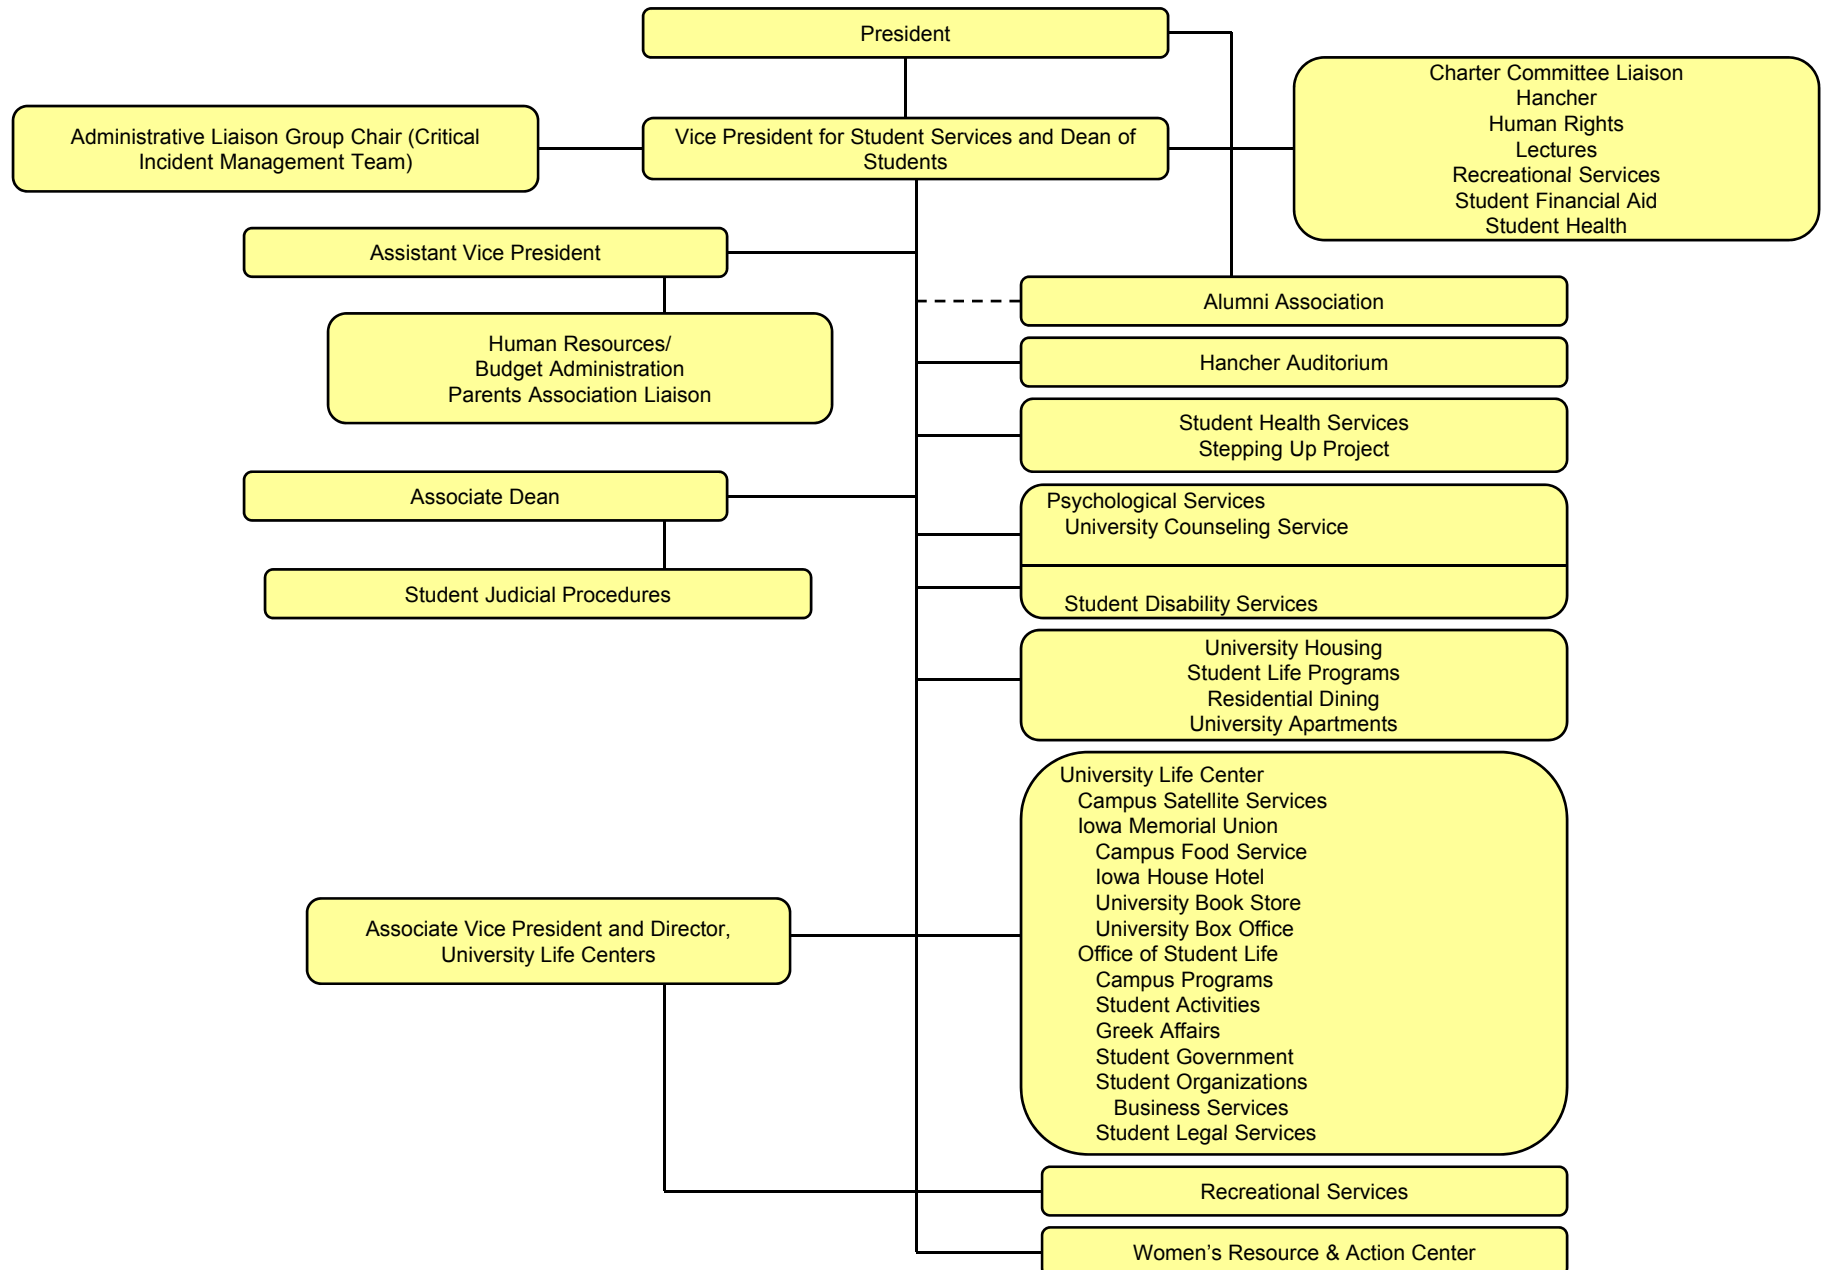 President
Charter Committee Liaison
Hancher
Human Rights
Lectures
Recreational Services
Student Financial Aid
Student Health
Administrative Liaison Group Chair (Critical
Incident Management Team)
Vice President for Student Services and Dean of
Students
Assistant Vice President
Human Resources/
Budget Administration
Parents Association Liaison
Alumni Association
Hancher Auditorium
Student Health Services
Stepping Up Project
Associate Dean
Student Judicial Procedures
Psychological Services
University Counseling Service
Student Disability Services
University Housing
Student Life Programs
Residential Dining
University Apartments
Associate Vice President and Director,
University Life Centers
University Life Center
Campus Satellite Services
Iowa Memorial Union
Campus Food Service
Iowa House Hotel
University Book Store
University Box Office
Office of Student Life
Campus Programs
Student Activities
Greek Affairs
Student Government
Student Organizations
Business Services
Student Legal Services
Recreational Services
Women’s Resource & Action Center